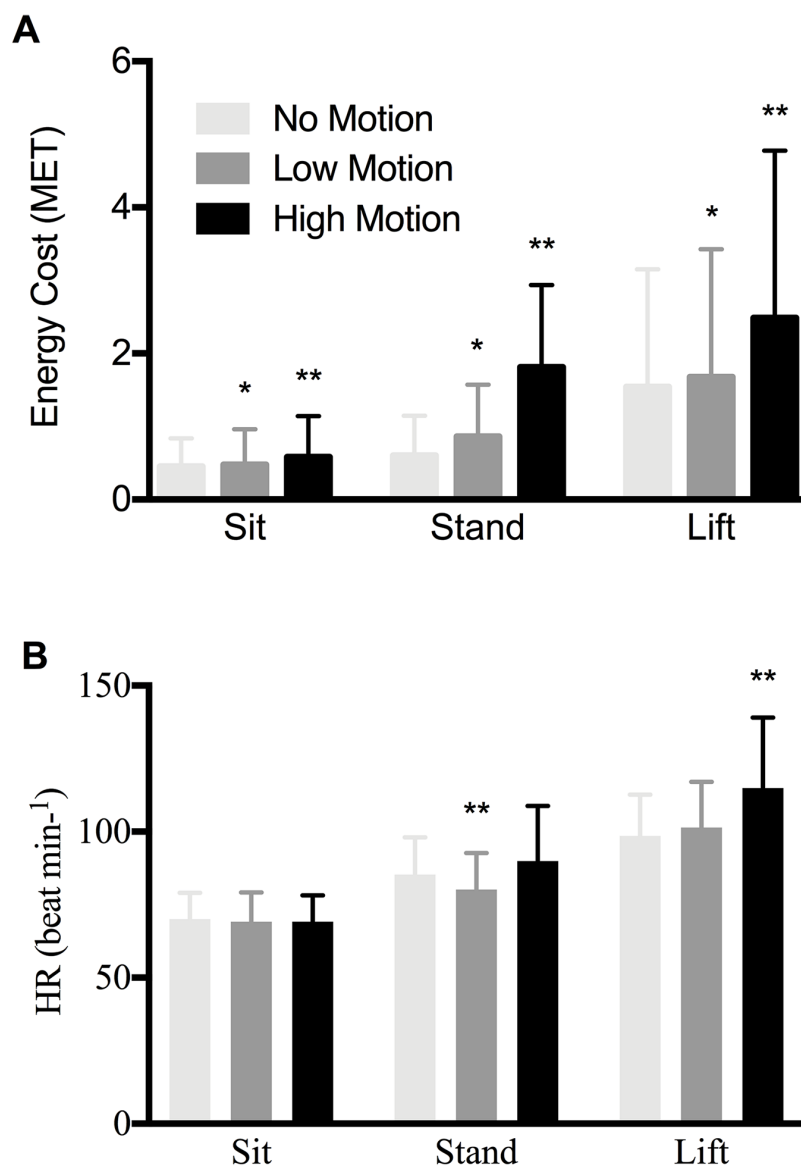 A
Energy Cost (MET)
6
4
2
0
No Motion
Low Motion
High Motion
* **
* **
* **
Sit Stand Lift
B
HR (beat min-1)
150
100
50
0
**
**
Sit Stand Lift